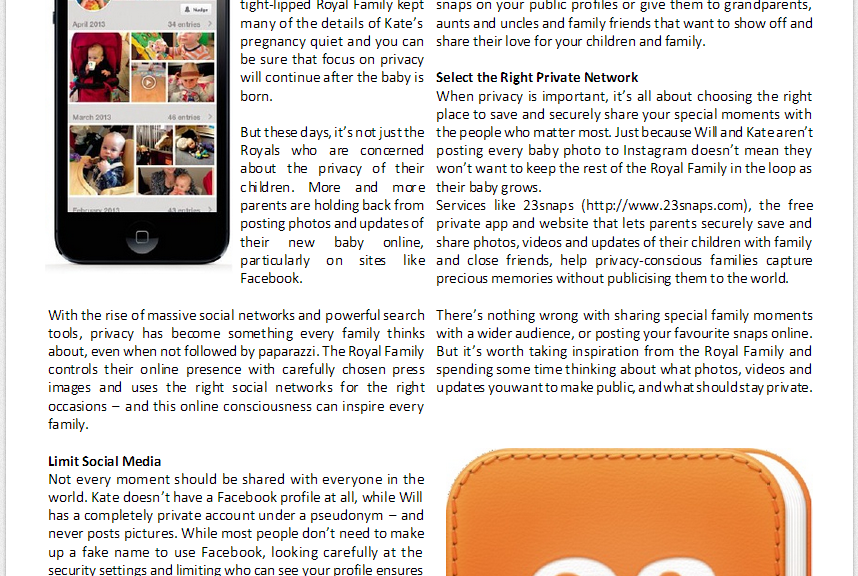 Nudge
April 2013 34 entries
March 2013 46 entries
February 2013 43 entries
tight-lipped Royal Family kept
many of the details of Kate's
pregnancy quiet and you can
be sure that focus on privacy
will continue after the baby is
born.
But these days, it's not just the
Royals who are concerned
about the privacy of their
children. More and more
parents are holding back from
posting photos and updates of
their new baby online,
particularly on sites like
Facebook.
With the rise of massive social networks and powerful search
tools, privacy has become something every family thinks
about, even when not followed by paparazzi. The Royal Family
controls their online presence with carefully chosen press
images and uses the right social networks for the right
occasions – and this online consciousness can inspire every
family.
Limit Social Media
Not every moment should be shared with everyone in the
world. Kate doesn't have a Facebook profile at all, while Will
has a completely private account under a pseudonym – and
never posts pictures. While most people don't need to make
up a fake name to use Facebook, looking carefully at the
security settings and limiting who can see your profile ensures
snaps on your public profiles or give them to grandparents,
aunts and uncles and family friends that want to show off and
share their love for your children and family.
Select the Right Private Network
When privacy is important, it's all about choosing the right
place to save and securely share your special moments with
the people who matter most. Just because Will and Kate aren't
posting every baby photo to Instagram doesn't mean they
won't want to keep the rest of the Royal Family in the loop as
their baby grows.
Services like 23snaps (http://www.23snaps.com), the free
private app and website that lets parents securely save and
share photos, videos and updates of their children with family
and close friends, help privacy-conscious families capture
precious memories without publicising them to the world.
There's nothing wrong with sharing special family moments
with a wider audience, or posting your favourite snaps online.
But it's worth taking inspiration from the Royal Family and
spending some time thinking about what photos, videos and
updates you want to make public, and what should stay private.